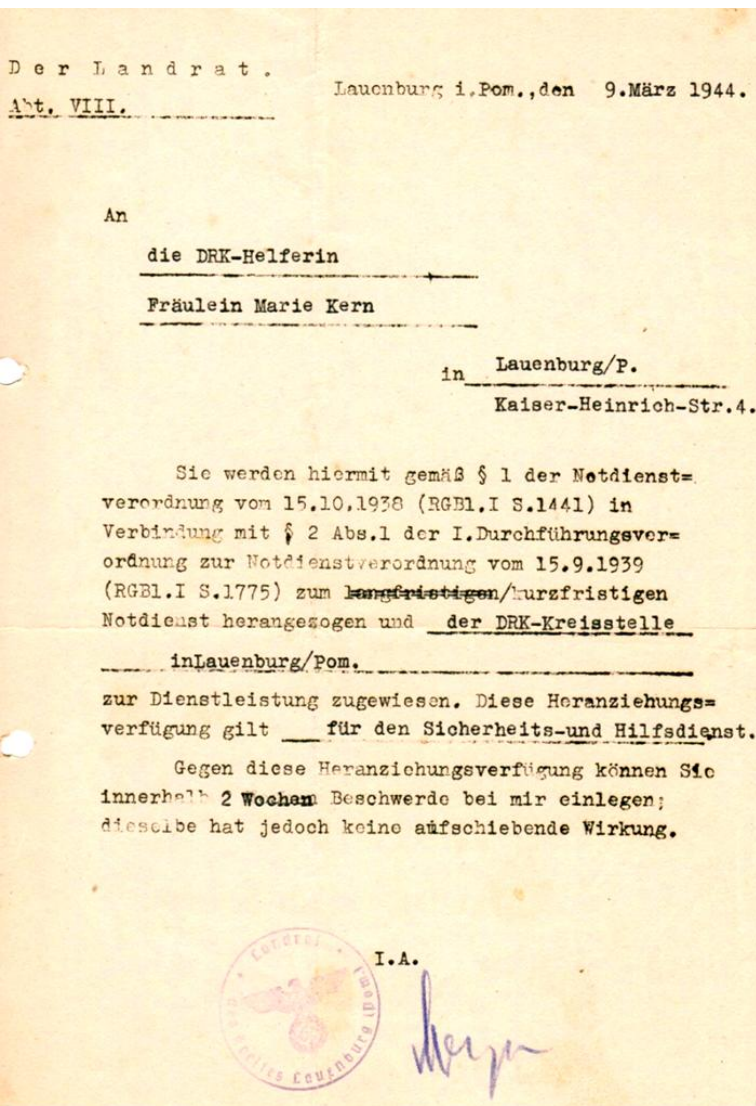 Der Landrat.
Lauenburg i.Pom.,den 9.März 1944.
Abt. VIII.
An
die DRK-Helferin
Fräulein Marie Kern
in Lauenburg/P.
Kaiser-Heinrich-Str.4.
Sie werden hiermit gemäß § 1 der Notdienst=
verordnung vom 15.10.1938 (RGBl.I S.1441) in
Verbindung mit § 2 Abs.1 der I.Durchführungsver=
ordnung zur Notdienstverordnung vom 15.9.1939
(RGBl.I S.1775) zum langfristigen/kurzfristigen
Notdienst herangezogen und der DRK-Kreisstelle
inLauenburg/Pom.
zur Dienstleistung zugewiesen. Diese Heranziehungs=
verfügung gilt für den Sicherheits-und Hilfsdienst.
Gegen diese Heranziehungsverfügung können Sie
innerhalb 2 Wochen Beschwerde bei mir einlegen;
dieselbe hat jedoch keine aufschiebende Wirkung.
I.A.
Landrat
des Kreises Lauenburg (Pom.)